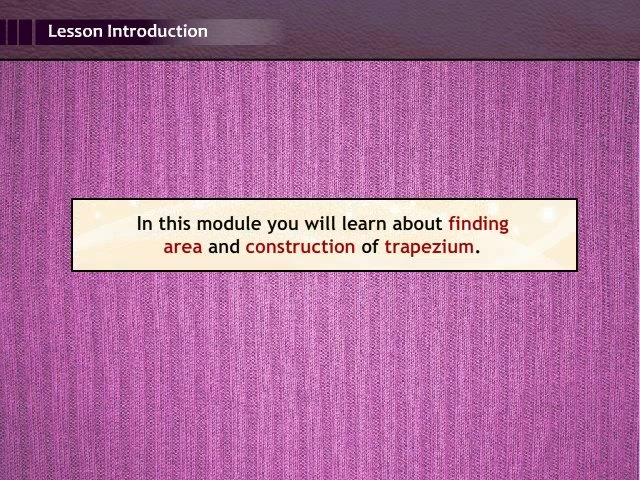 Lesson Introduction
In this module you will learn about finding
area and construction of trapezium.